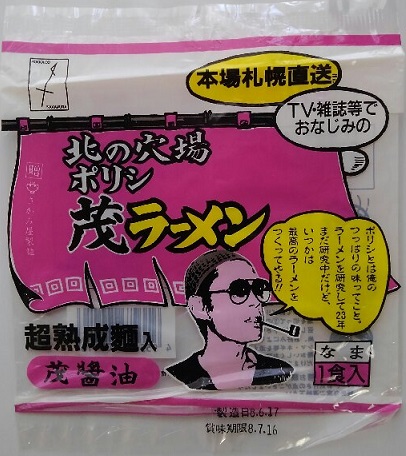 本場札幌直送
TV・雑誌等で
おなじみの
北の穴場
ポリシ
茂ラーメン
ポリシとは俺の
つっぱりの味ってこと。
ラーメンを研究して23年
まだ研究中だけど、
いつかは
最高のラーメンを
つくってやる!!
超熟成麺入
茂醬油
なま
1食入
製造日8.6.17
賞味期限8.7.16